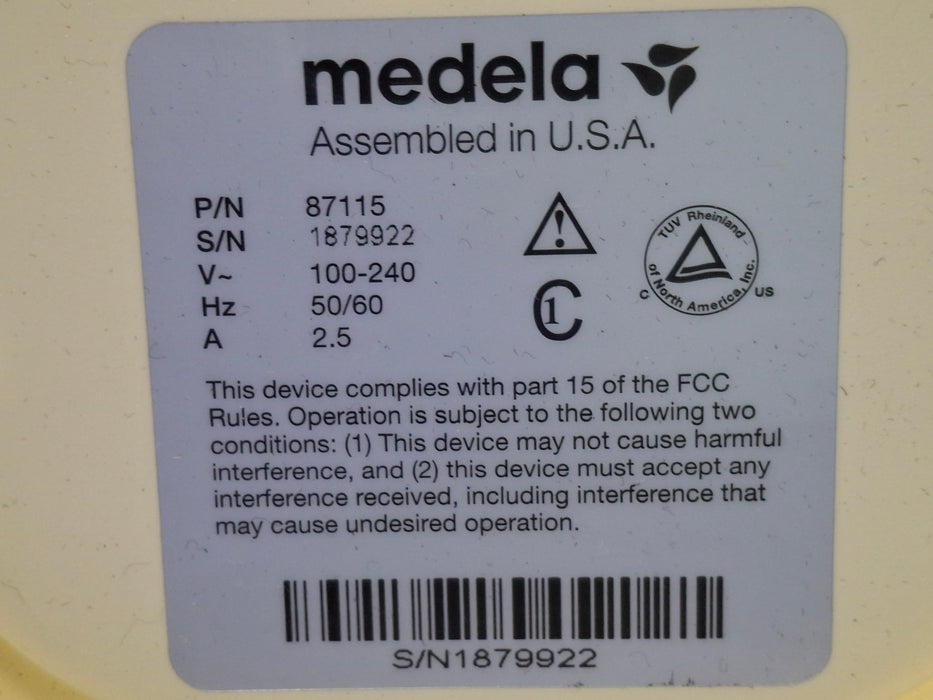 medela
Assembled in U.S.A.
P/N 87115
S/N 1879922
V~ 100-240
Hz 50/60
A 2.5
!
C1
TUV Rheinland
of North America, Inc.
C US
This device complies with part 15 of the FCC
Rules. Operation is subject to the following two
conditions: (1) This device may not cause harmful
interference, and (2) this device must accept any
interference received, including interference that
may cause undesired operation.
S/N1879922